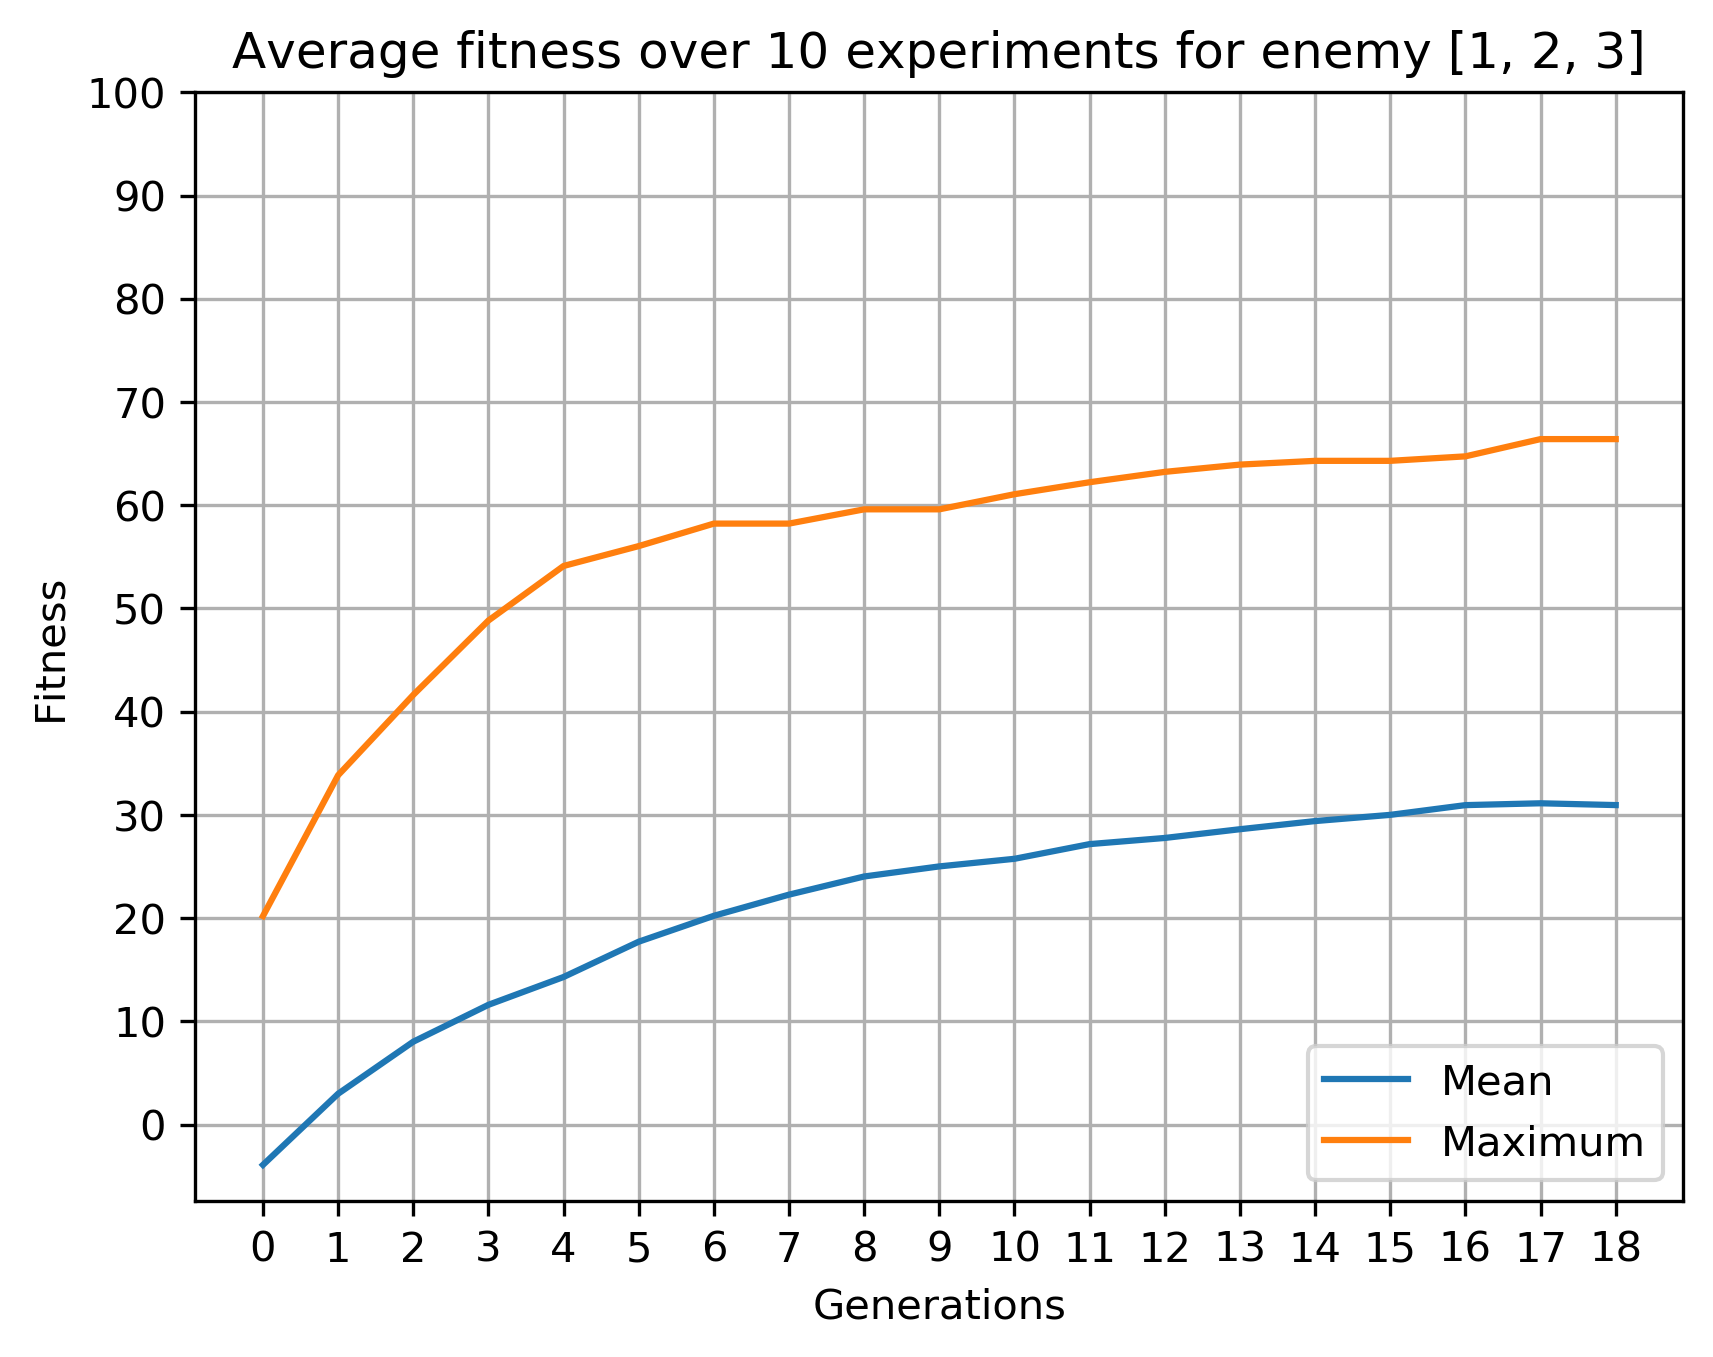 Average fitness over 10 experiments for enemy [1, 2, 3]
100
90
80
70
60
50
40
30
20
10
0
Fitness
Mean
Maximum
0 1 2 3 4 5 6 7 8 9 10 11 12 13 14 15 16 17 18
Generations